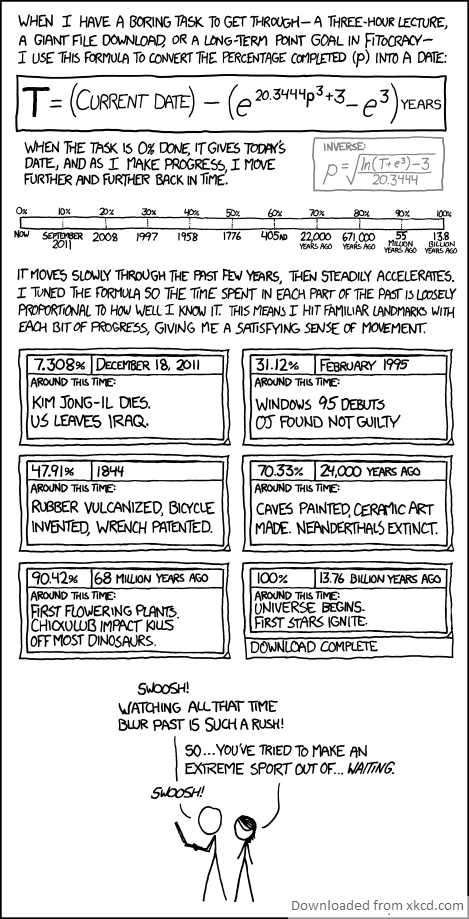 WHEN I HAVE A BORING TASK TO GET THROUGH—A THREE-HOUR LECTURE,
A GIANT FILE DOWNLOAD, OR A LONG-TERM POINT GOAL IN FITOCRACY—
I USE THIS FORMULA TO CONVERT THE PERCENTAGE COMPLETED (P) INTO A DATE:
T = (CURRENT DATE) − (e^20.3444p³+3 − e³) YEARS
WHEN THE TASK IS 0% DONE, IT GIVES TODAY'S
DATE, AND AS I MAKE PROGRESS, I MOVE
FURTHER AND FURTHER BACK IN TIME.
INVERSE:
p = ∛(ln(T+e³)−3 / 20.3444)
0% 10% 20% 30% 40% 50% 60% 70% 80% 90% 100%
NOW SEPTEMBER 2011 2008 1997 1958 1776 405AD 22,000 YEARS AGO 671,000 YEARS AGO 55 MILLION YEARS AGO 13.8 BILLION YEARS AGO
IT MOVES SLOWLY THROUGH THE PAST FEW YEARS, THEN STEADILY ACCELERATES.
I TUNED THE FORMULA SO THE TIME SPENT IN EACH PART OF THE PAST IS LOOSELY
PROPORTIONAL TO HOW WELL I KNOW IT. THIS MEANS I HIT FAMILIAR LANDMARKS WITH
EACH BIT OF PROGRESS, GIVING ME A SATISFYING SENSE OF MOVEMENT.
7.308% DECEMBER 18, 2011
AROUND THIS TIME:
KIM JONG-IL DIES.
US LEAVES IRAQ.
31.12% FEBRUARY 1995
AROUND THIS TIME:
WINDOWS 95 DEBUTS
OJ FOUND NOT GUILTY
47.91% 1844
AROUND THIS TIME:
RUBBER VULCANIZED, BICYCLE
INVENTED, WRENCH PATENTED.
70.33% 24,000 YEARS AGO
AROUND THIS TIME:
CAVES PAINTED, CERAMIC ART
MADE. NEANDERTHALS EXTINCT.
90.42% 68 MILLION YEARS AGO
AROUND THIS TIME:
FIRST FLOWERING PLANTS.
CHICXULUB IMPACT KILLS
OFF MOST DINOSAURS.
100% 13.76 BILLION YEARS AGO
AROUND THIS TIME:
UNIVERSE BEGINS.
FIRST STARS IGNITE.
DOWNLOAD COMPLETE
SWOOSH!
WATCHING ALL THAT TIME
BLUR PAST IS SUCH A RUSH!
SO...YOU'VE TRIED TO MAKE AN
EXTREME SPORT OUT OF... WAITING.
SWOOSH!
Downloaded from xkcd.com